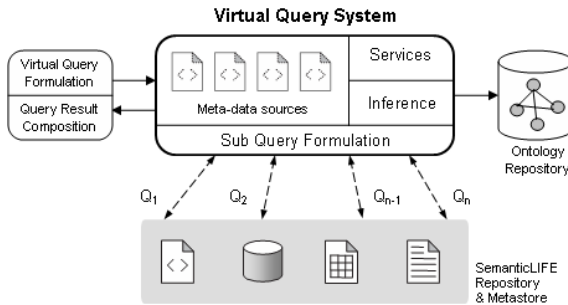 Virtual Query System
Virtual Query
Formulation
Query Result
Composition
< >
< >
< >
< >
Meta-data sources
Services
Inference
Sub Query Formulation
Ontology
Repository
Q1
Q2
Qn-1
Qn
< >
SemanticLIFE
Repository
& Metastore